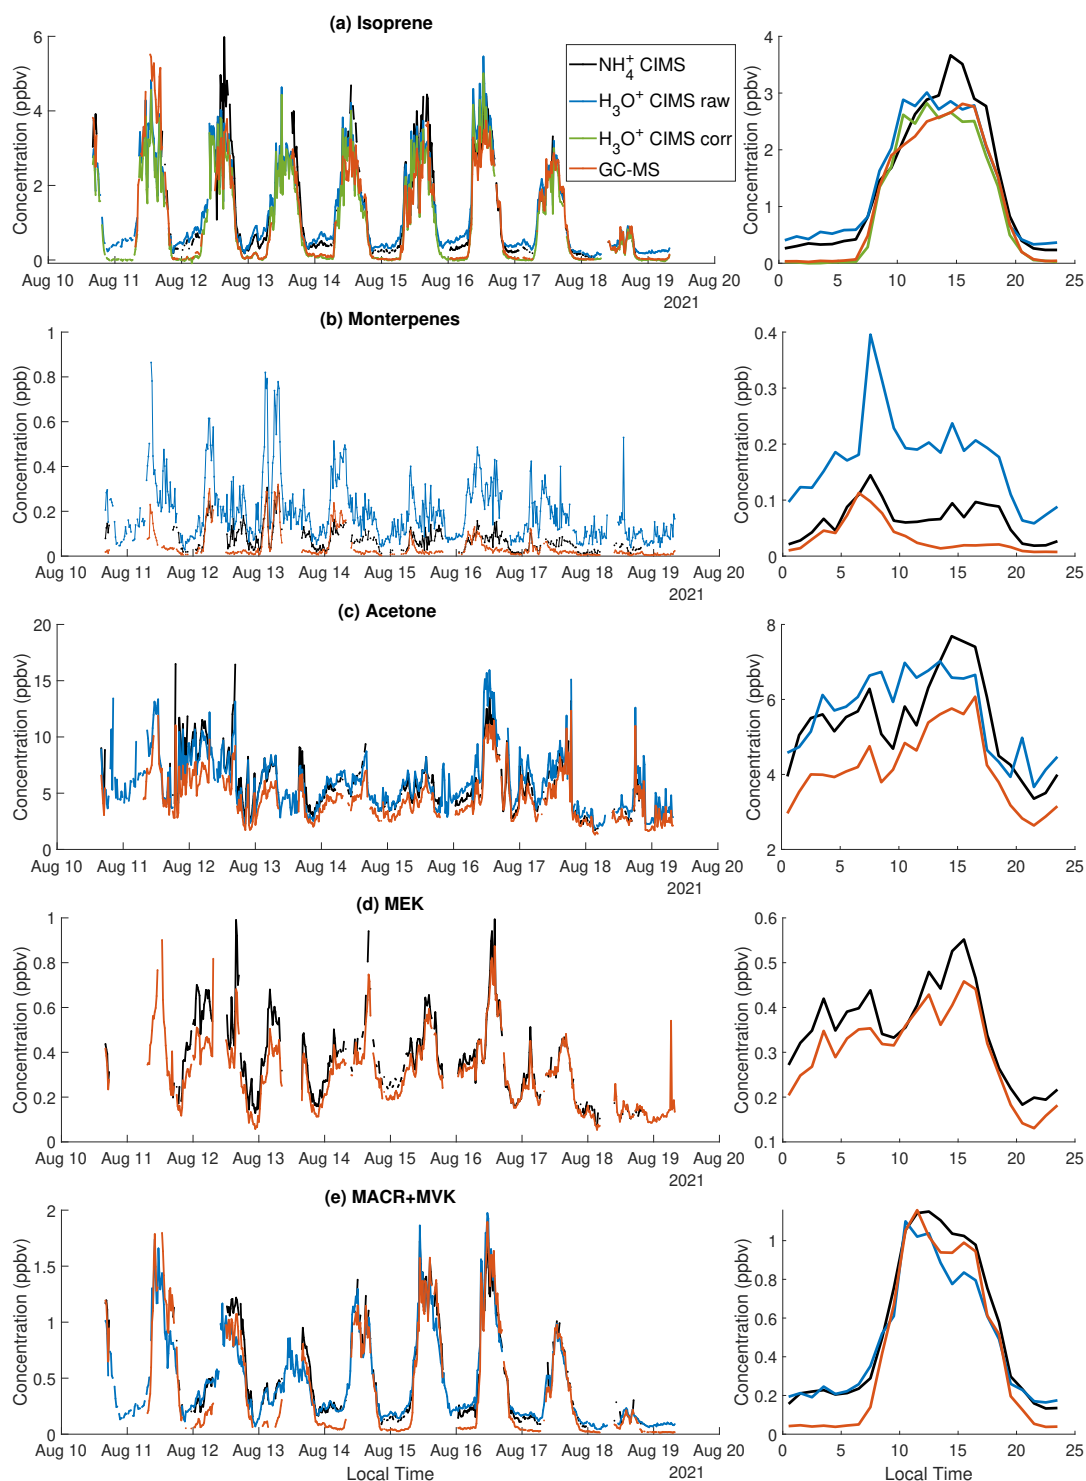 (a) Isoprene
Concentration (ppbv)
6
4
2
0
Aug 10 Aug 11 Aug 12 Aug 13 Aug 14 Aug 15 Aug 16 Aug 17 Aug 18 Aug 19 Aug 20
2021
NH4+ CIMS
H3O+ CIMS raw
H3O+ CIMS corr
GC-MS
Concentration (ppbv)
4
3
2
1
0
0 5 10 15 20 25
(b) Monterpenes
Concentration (ppb)
1
0.8
0.6
0.4
0.2
0
Aug 10 Aug 11 Aug 12 Aug 13 Aug 14 Aug 15 Aug 16 Aug 17 Aug 18 Aug 19 Aug 20
2021
Concentration (ppb)
0.4
0.3
0.2
0.1
0
0 5 10 15 20 25
(c) Acetone
Concentration (ppbv)
20
15
10
5
0
Aug 10 Aug 11 Aug 12 Aug 13 Aug 14 Aug 15 Aug 16 Aug 17 Aug 18 Aug 19 Aug 20
2021
Concentration (ppbv)
8
6
4
2
0 5 10 15 20 25
(d) MEK
Concentration (ppbv)
1
0.8
0.6
0.4
0.2
0
Aug 10 Aug 11 Aug 12 Aug 13 Aug 14 Aug 15 Aug 16 Aug 17 Aug 18 Aug 19 Aug 20
2021
Concentration (ppbv)
0.6
0.5
0.4
0.3
0.2
0.1
0 5 10 15 20 25
(e) MACR+MVK
Concentration (ppbv)
2
1.5
1
0.5
0
Aug 10 Aug 11 Aug 12 Aug 13 Aug 14 Aug 15 Aug 16 Aug 17 Aug 18 Aug 19 Aug 20
Local Time
2021
Concentration (ppbv)
1
0.8
0.6
0.4
0.2
0
0 5 10 15 20 25
Local Time